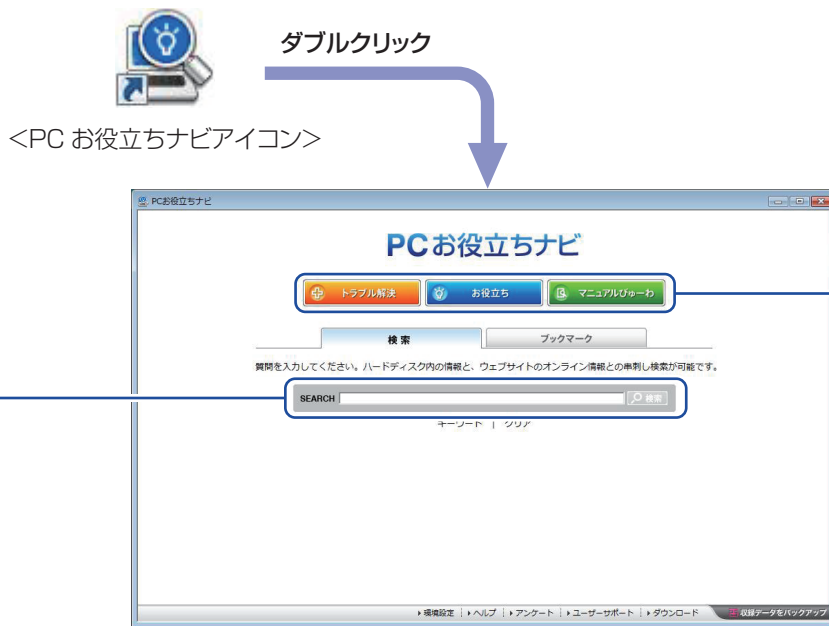 ダブルクリック
<PC お役立ちナビアイコン>
PCお役立ちナビ
PCお役立ちナビ
トラブル解決 お役立ち マニュアルびゅーわ
検索 ブックマーク
質問を入力してください。ハードディスク内の情報と、ウェブサイトのオンライン情報との串刺し検索が可能です。
SEARCH 検索
キーワード | クリア
環境設定 ヘルプ アンケート ユーザーサポート ダウンロード 収録データをバックアップ